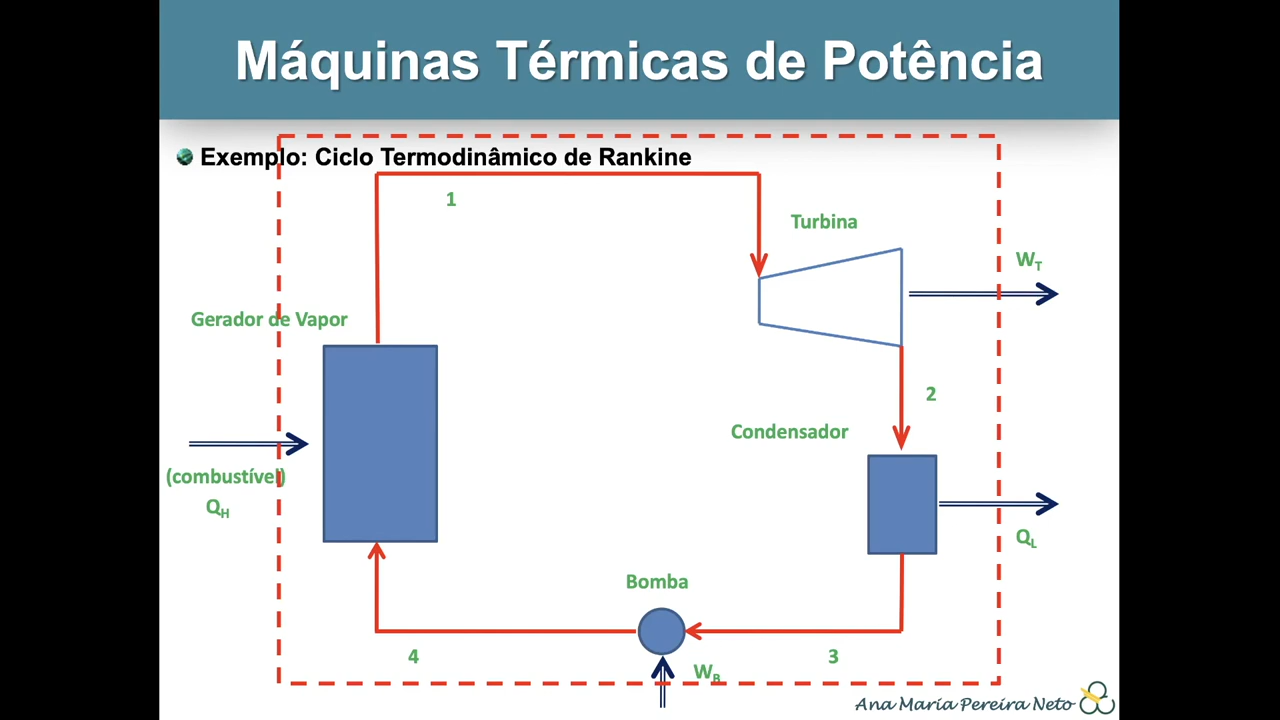 Máquinas Térmicas de Potência
Exemplo: Ciclo Termodinâmico de Rankine
1
Turbina
W_T
Gerador de Vapor
2
Condensador
(combustível)
Q_H
Q_L
Bomba
4
3
W_B
Ana Maria Pereira Neto